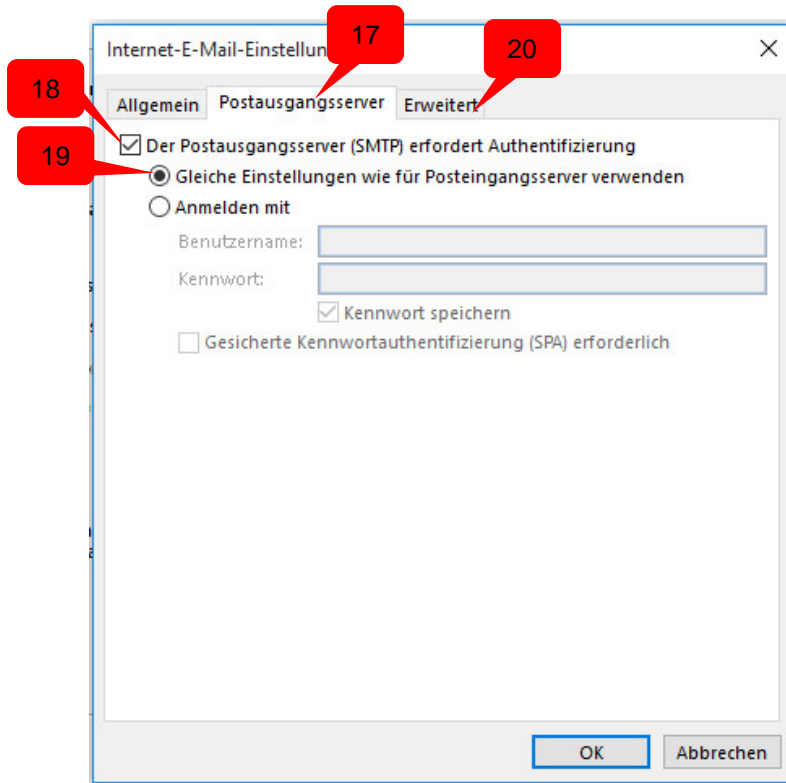 17
20
18
19
Internet-E-Mail-Einstellun
Allgemein Postausgangsserver Erweitert
Der Postausgangsserver (SMTP) erfordert Authentifizierung
Gleiche Einstellungen wie für Posteingangsserver verwenden
Anmelden mit
Benutzername:
Kennwort:
Kennwort speichern
Gesicherte Kennwortauthentifizierung (SPA) erforderlich
OK Abbrechen